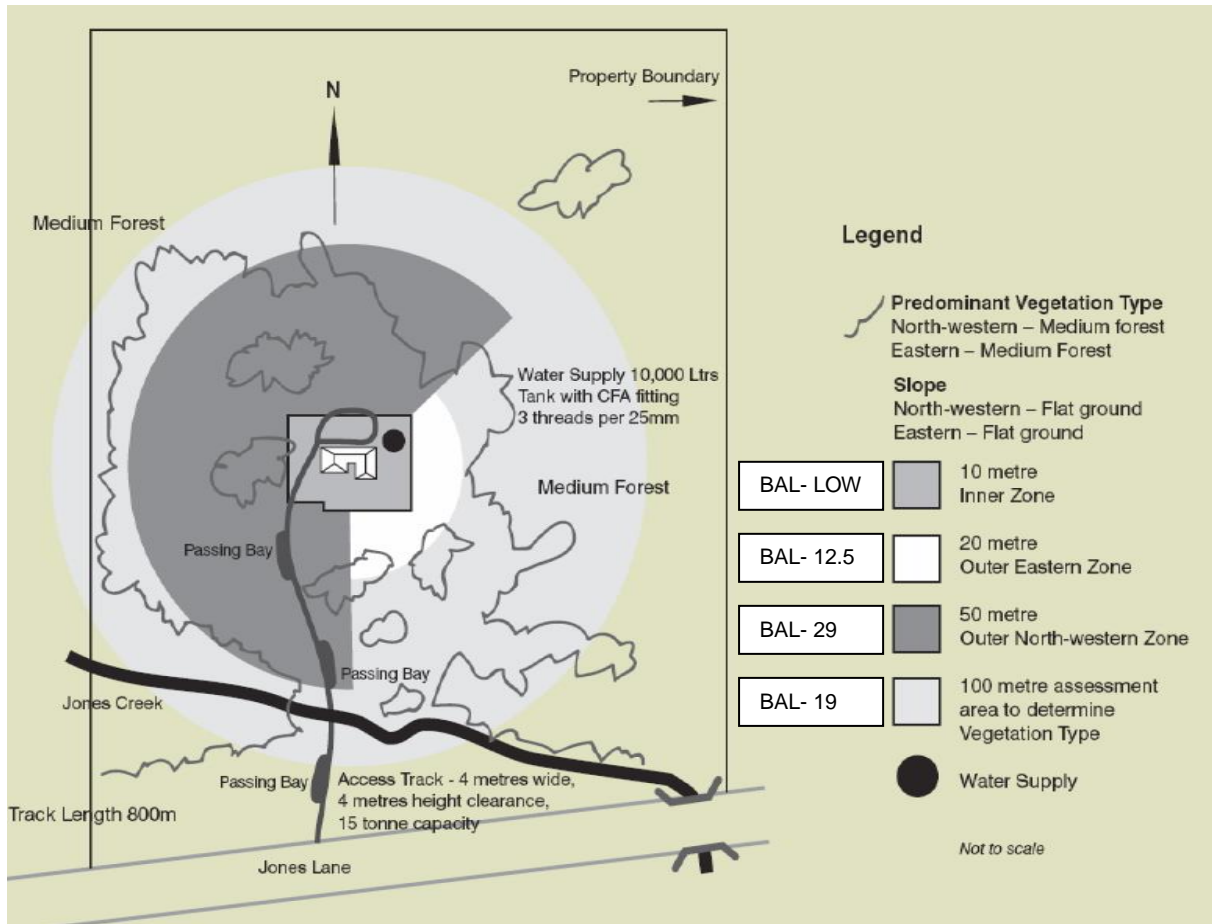 Property Boundary
N
Medium Forest
Water Supply 10,000 Ltrs
Tank with CFA fitting
3 threads per 25mm
Medium Forest
Passing Bay
Passing Bay
Jones Creek
Passing Bay
Access Track - 4 metres wide,
4 metres height clearance,
15 tonne capacity
Track Length 800m
Jones Lane
Legend
Predominant Vegetation Type
North-western – Medium forest
Eastern – Medium Forest
Slope
North-western – Flat ground
Eastern – Flat ground
BAL- LOW
10 metre
Inner Zone
BAL- 12.5
20 metre
Outer Eastern Zone
BAL- 29
50 metre
Outer North-western Zone
BAL- 19
100 metre assessment
area to determine
Vegetation Type
Water Supply
Not to scale